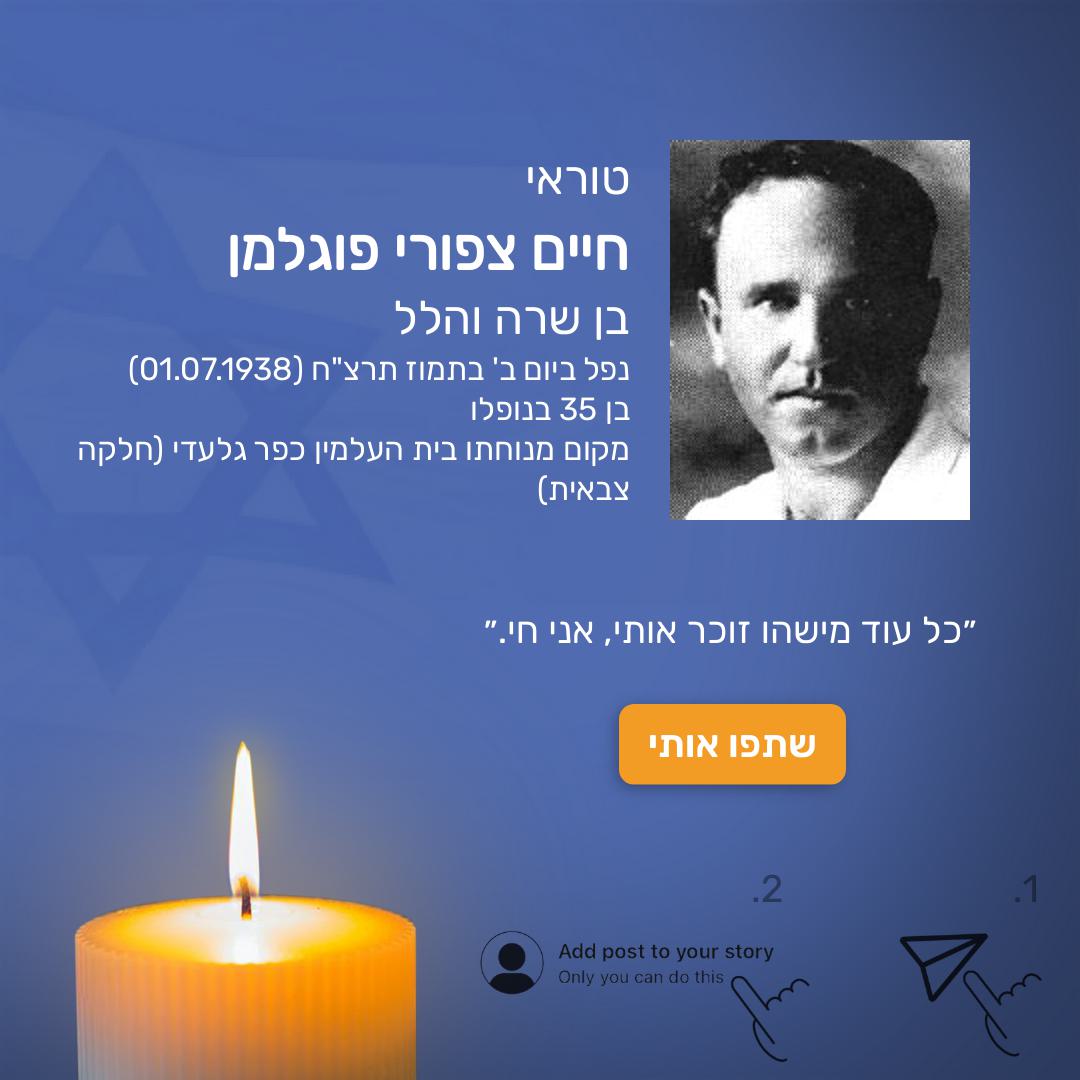 טוראי
חיים צפורי פוגלמן
בן שרה והלל
נפל ביום ב' בתמוז תרצ"ח (01.07.1938)
בן 35 בנופלו
מקום מנוחתו בית העלמין כפר גלעדי (חלקה
צבאית)
״כל עוד מישהו זוכר אותי, אני חי.״
שתפו אותי
.1
.2
Add post to your story
Only you can do this